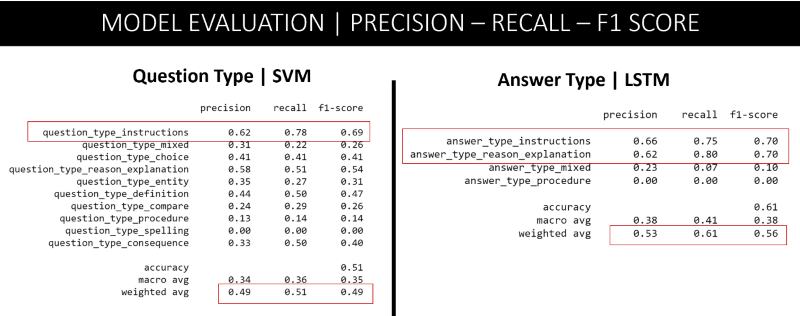 MODEL EVALUATION | PRECISION – RECALL – F1 SCORE
Question Type | SVM
precision recall f1-score
question_type_instructions 0.62 0.78 0.69
question_type_mixed 0.31 0.22 0.26
question_type_choice 0.41 0.41 0.41
question_type_reason_explanation 0.58 0.51 0.54
question_type_entity 0.35 0.27 0.31
question_type_definition 0.44 0.50 0.47
question_type_compare 0.24 0.29 0.26
question_type_procedure 0.13 0.14 0.14
question_type_spelling 0.00 0.00 0.00
question_type_consequence 0.33 0.50 0.40
accuracy 0.51
macro avg 0.34 0.36 0.35
weighted avg 0.49 0.51 0.49
Answer Type | LSTM
precision recall f1-score
answer_type_instructions 0.66 0.75 0.70
answer_type_reason_explanation 0.62 0.80 0.70
answer_type_mixed 0.23 0.07 0.10
answer_type_procedure 0.00 0.00 0.00
accuracy 0.61
macro avg 0.38 0.41 0.38
weighted avg 0.53 0.61 0.56